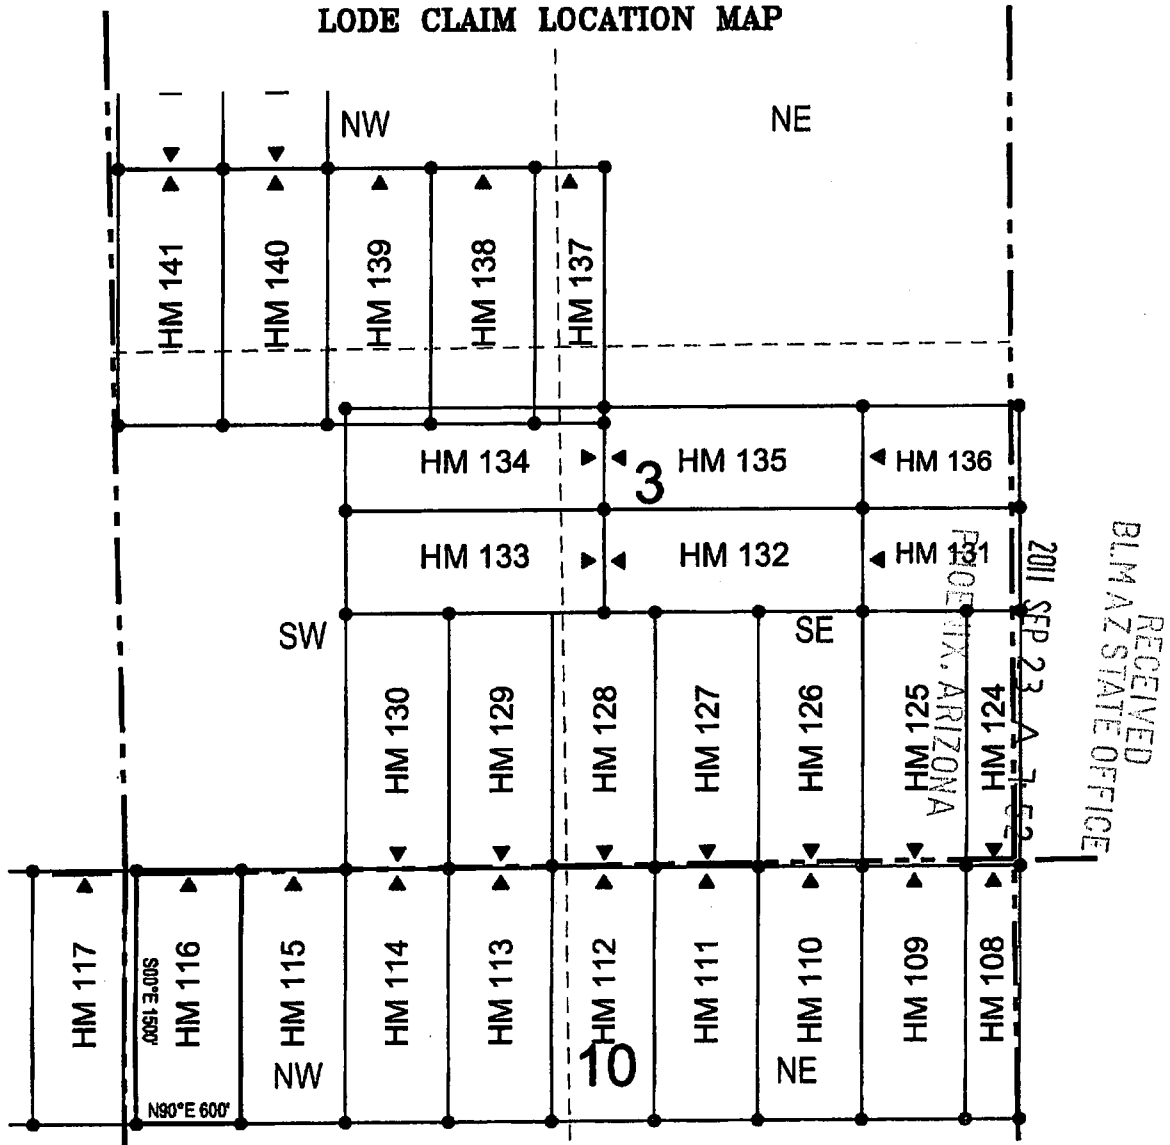 LODE CLAIM LOCATION MAP
NW
NE
HM 141
HM 140
HM 139
HM 138
HM 137
HM 134
HM 135
HM 136
3
HM 133
HM 132
HM 131
SW
SE
HM 130
HM 129
HM 128
HM 127
HM 126
HM 125
HM 124
RECEIVED
BLM AZ STATE OFFICE
2011 SEP 23 A 7:52
PHOENIX, ARIZONA
HM 117
HM 116
HM 115
HM 114
HM 113
HM 112
HM 111
HM 110
HM 109
HM 108
S00°E 1500'
N90°E 600'
NW
10
NE